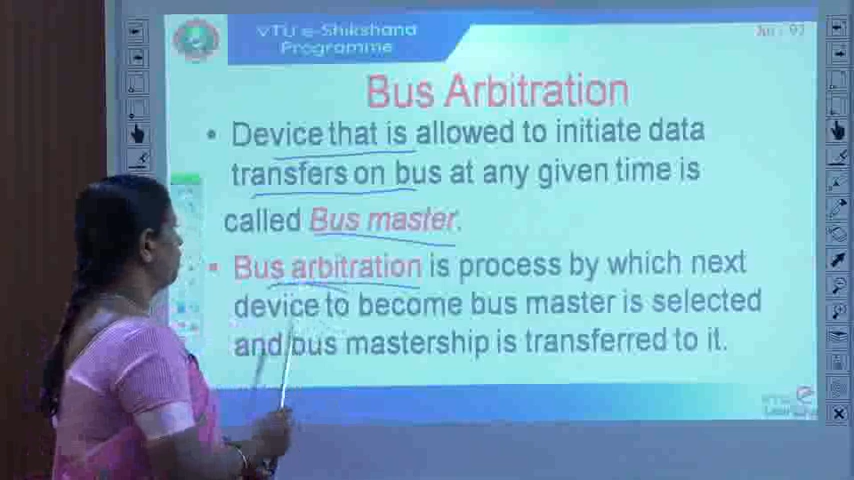 VTU e-Shikshana
Programme
Bus Arbitration
• Device that is allowed to initiate data
transfers on bus at any given time is
called Bus master.
▪ Bus arbitration is process by which next
device to become bus master is selected
and bus mastership is transferred to it.